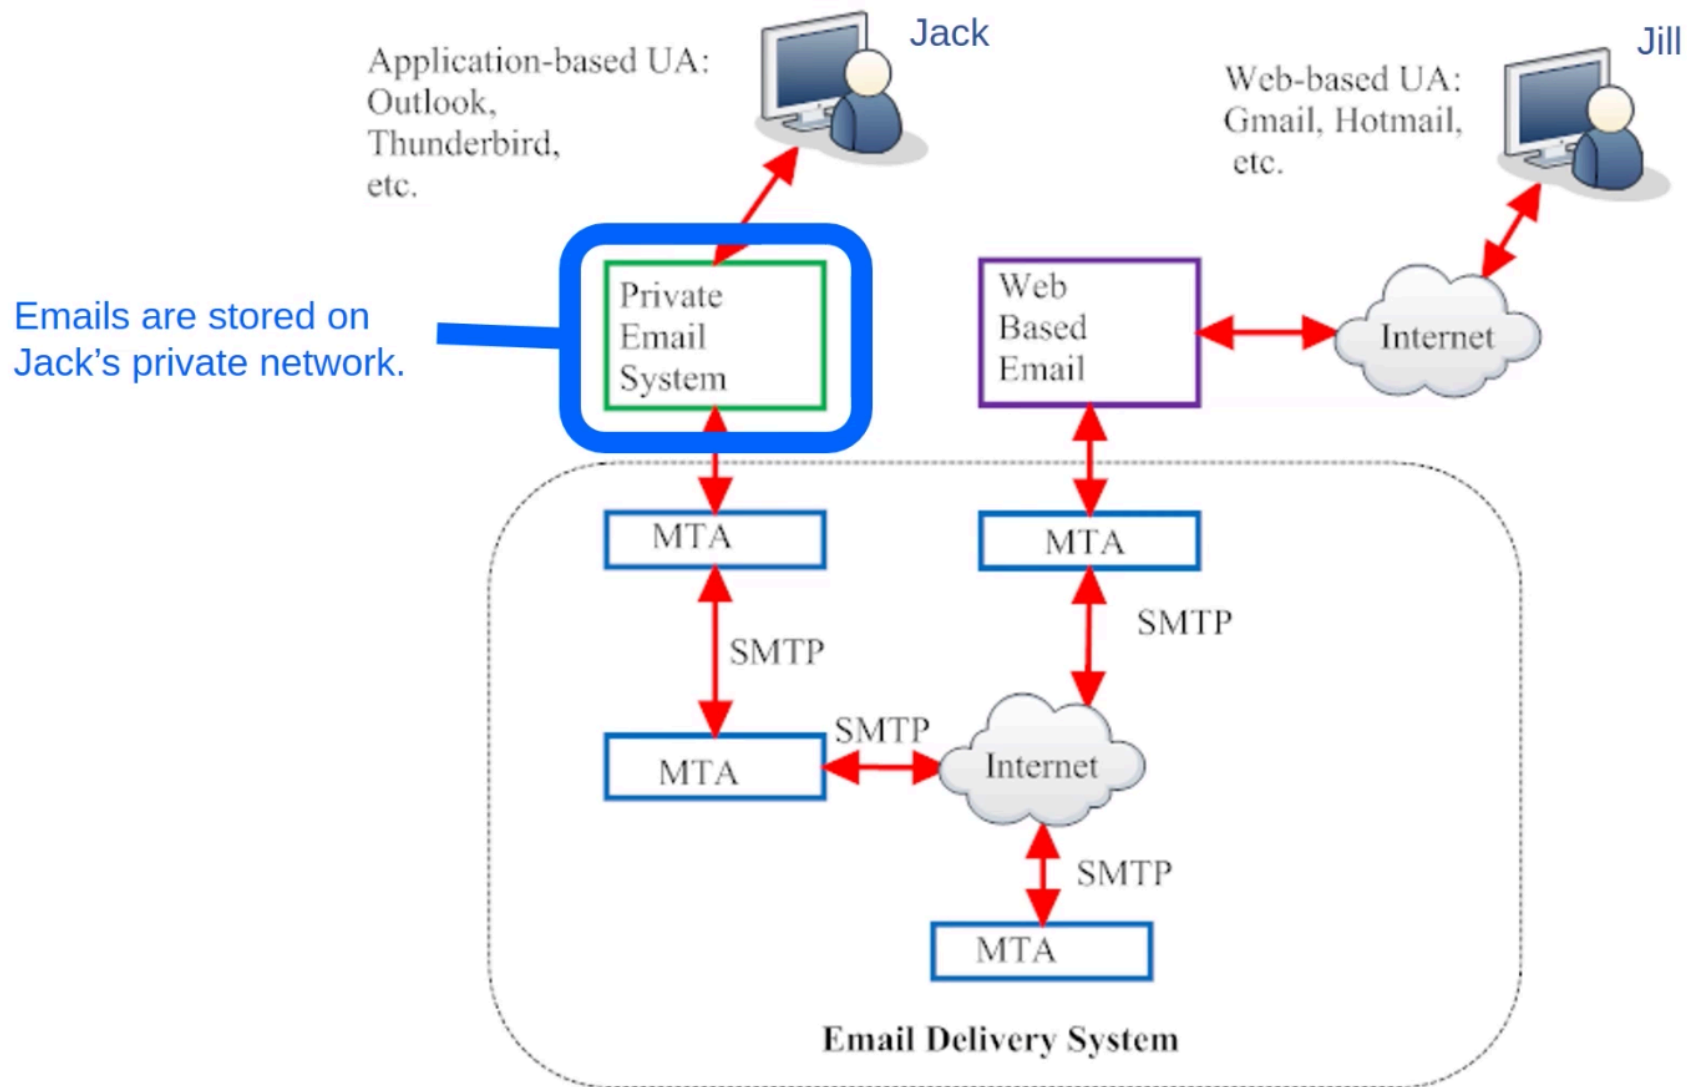 Jack
Jill
Application-based UA:
Outlook,
Thunderbird,
etc.
Web-based UA:
Gmail, Hotmail,
etc.
Emails are stored on
Jack’s private network.
Private
Email
System
Web
Based
Email
Internet
MTA
MTA
SMTP
SMTP
SMTP
MTA
Internet
SMTP
MTA
Email Delivery System